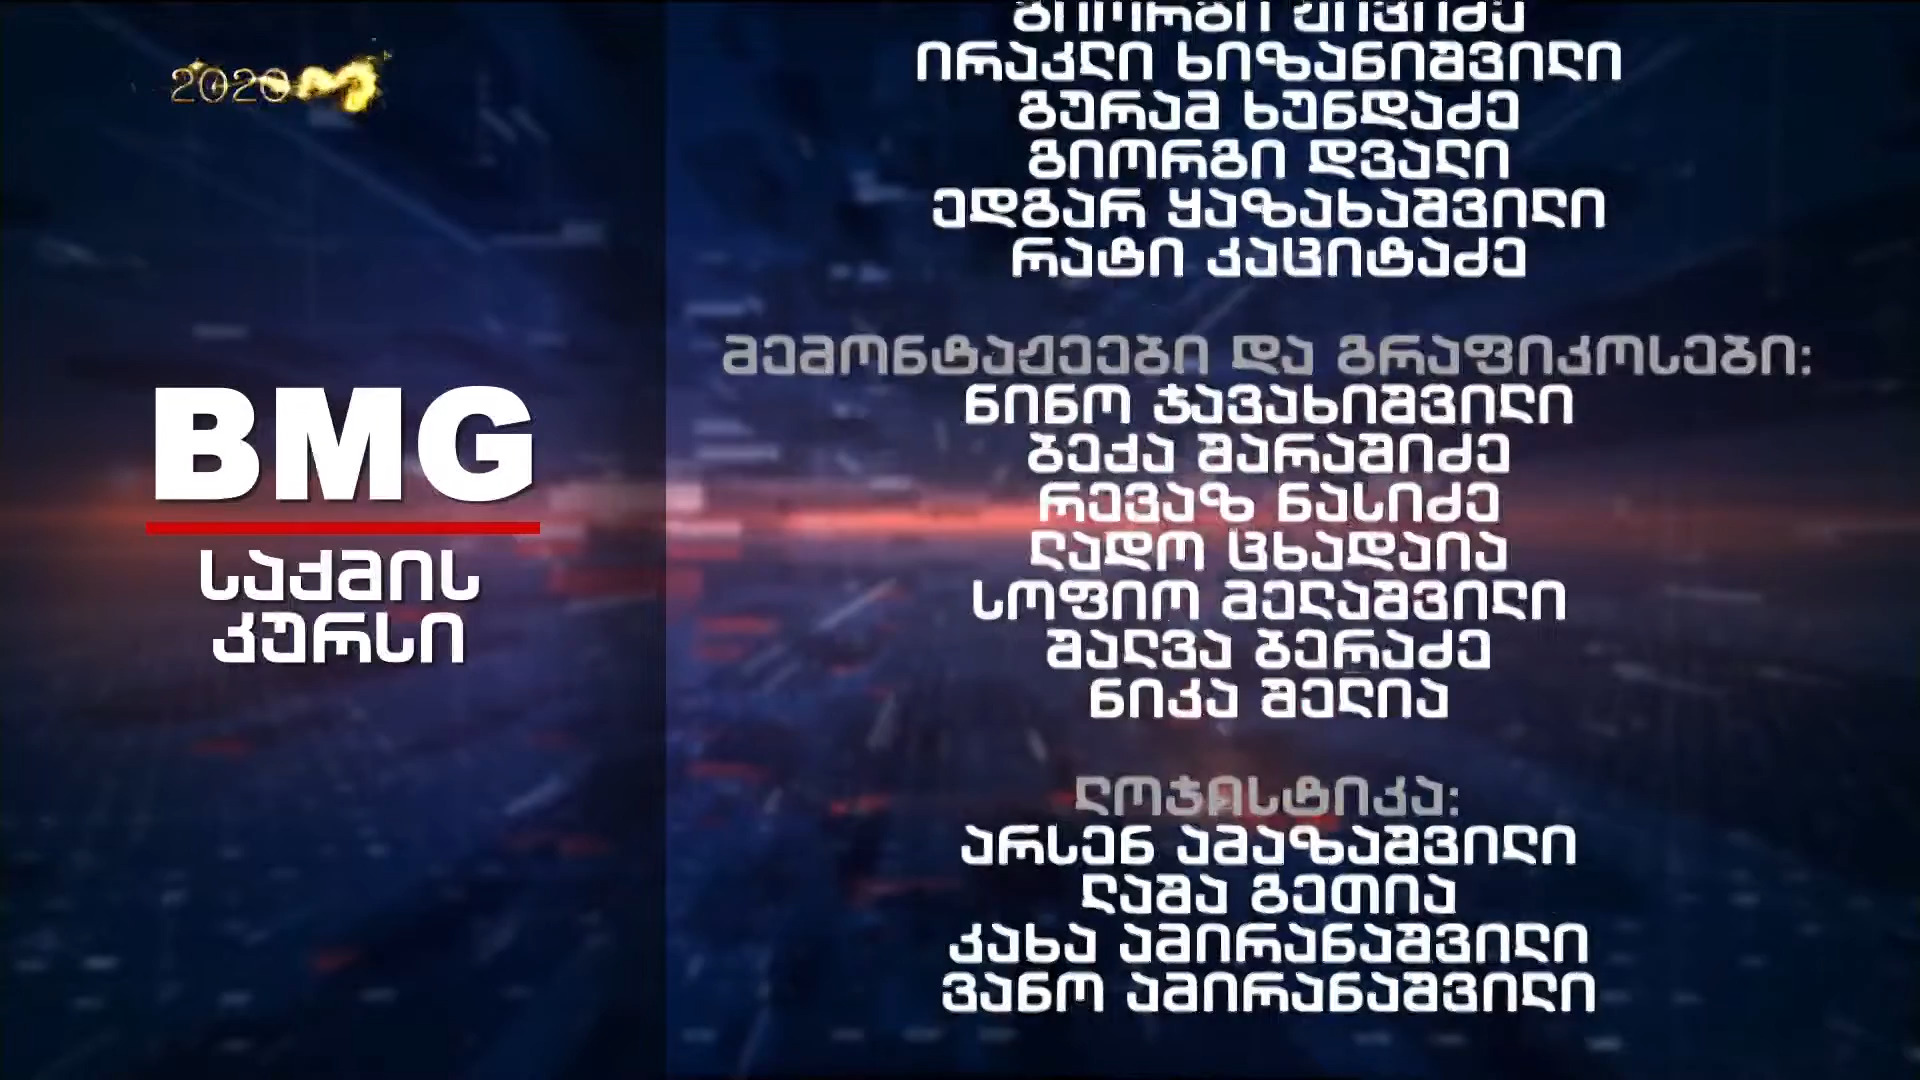 2020
BMG
საქმის
კურსი
გიორგი
ირაკლი ხიზანიშვილი
გურამ ხუნდაძე
გიორგი დვალი
ედგარ ყაზახაშვილი
რატი კაციტაძე
მემონტაჟეები და გრაფიკოსები:
ნინო ჯავახიშვილი
ბექა შარაშიძე
რევაზ ნასიძე
ლადო ცხადაია
სოფიო მელაშვილი
შალვა ბერაძე
ნიკა შელია
ლოჯისტიკა:
არსენ ამაზაშვილი
ლაშა გეთია
კახა ამირანაშვილი
ვანო ამირანაშვილი